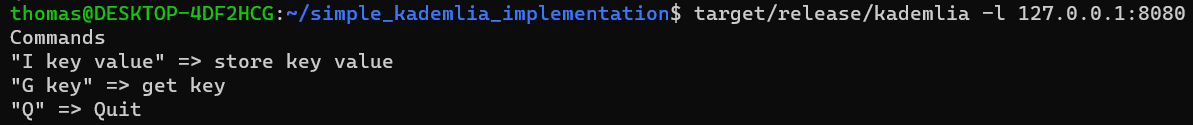 thomas@DESKTOP-4DF2HCG:~/simple_kademlia_implementation$ target/release/kademlia -l 127.0.0.1:8080
Commands
"I key value" => store key value
"G key" => get key
"Q" => Quit